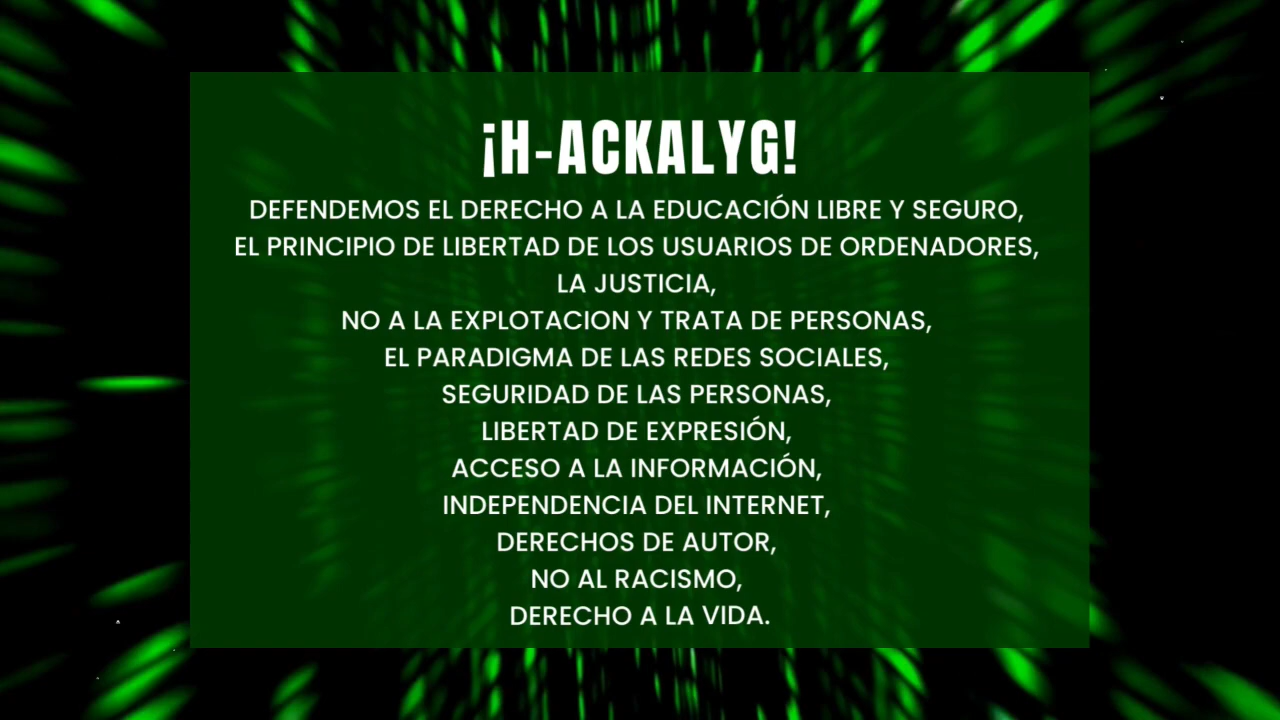 ¡H-ACKALYG!
DEFENDEMOS EL DERECHO A LA EDUCACIÓN LIBRE Y SEGURO,
EL PRINCIPIO DE LIBERTAD DE LOS USUARIOS DE ORDENADORES,
LA JUSTICIA,
NO A LA EXPLOTACION Y TRATA DE PERSONAS,
EL PARADIGMA DE LAS REDES SOCIALES,
SEGURIDAD DE LAS PERSONAS,
LIBERTAD DE EXPRESIÓN,
ACCESO A LA INFORMACIÓN,
INDEPENDENCIA DEL INTERNET,
DERECHOS DE AUTOR,
NO AL RACISMO,
DERECHO A LA VIDA.